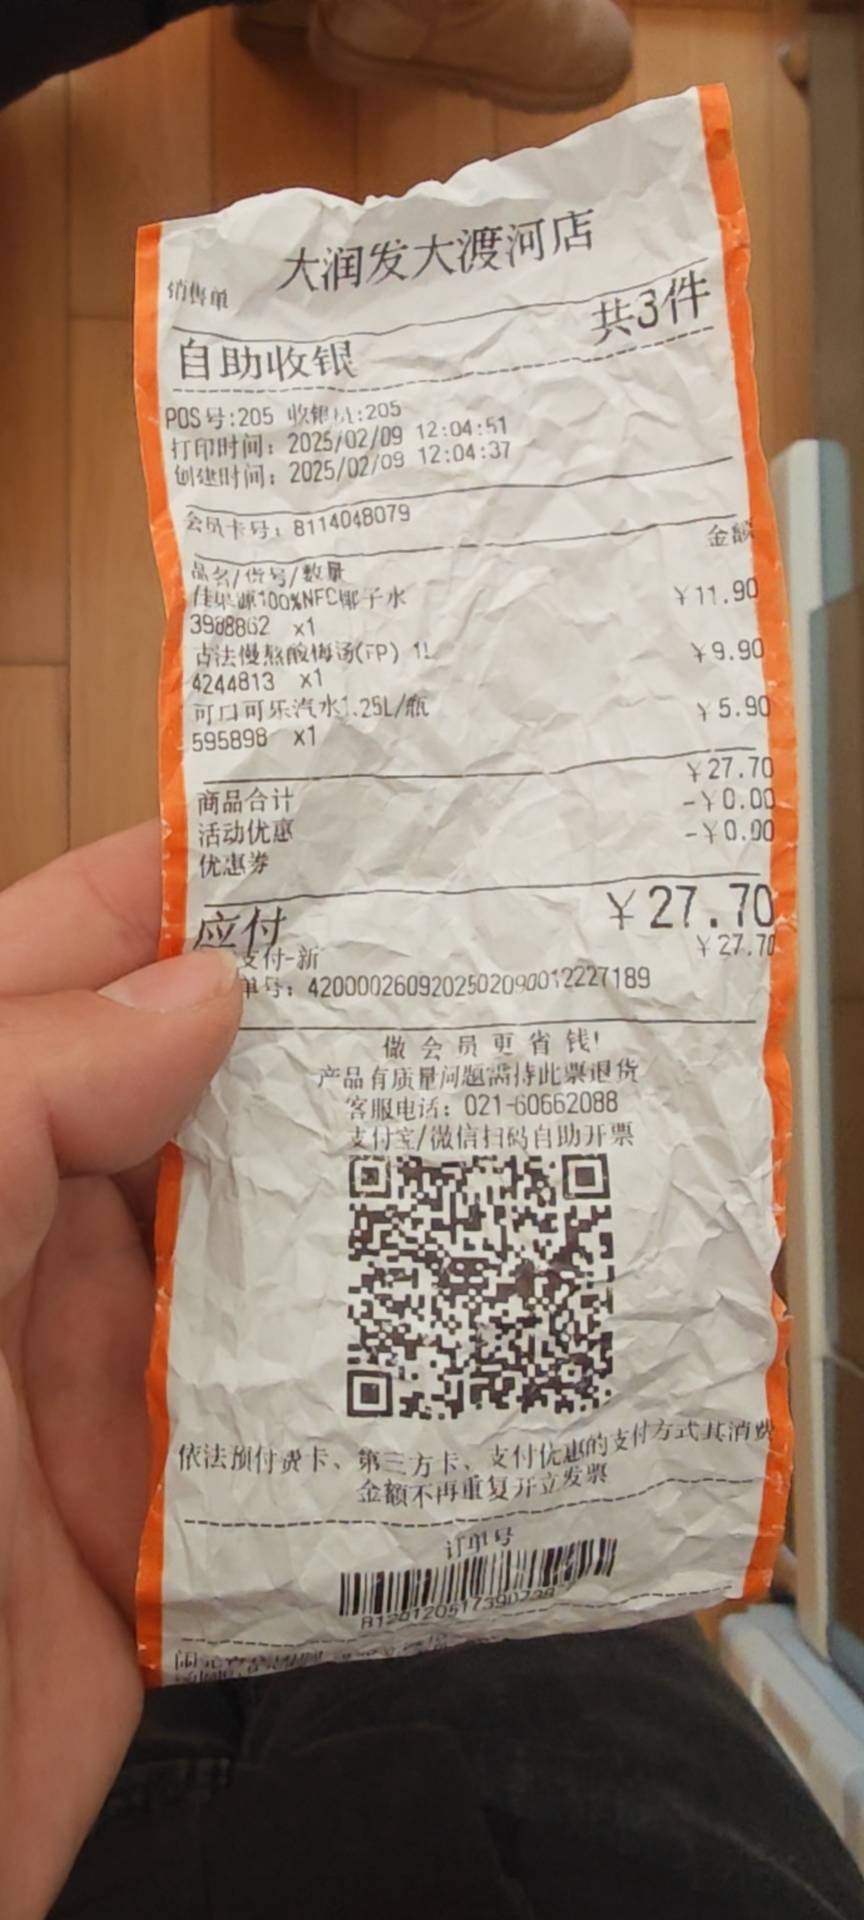 大润发大渡河店
销售单
共3件
自助收银
POS号:205 收银员:205
打印时间: 2025/02/09 12:04:51
创建时间: 2025/02/09 12:04:37
会员卡号: 8114048079
金额
品名/货号/数量
佳果源100%NFC椰子水 ¥11.90
3988862 x1
古法慢熬酸梅汤(FP) 1L ¥9.90
4244813 x1
可口可乐汽水1.25L/瓶 ¥5.90
595898 x1
商品合计 ¥27.70
活动优惠 -¥0.00
优惠券 -¥0.00
应付 ¥27.70
支付-新 ¥27.70
单号: 4200002609202502090012227189
做会员更省钱!
产品有质量问题需持此票退货
客服电话: 021-60662088
支付宝/微信扫码自助开票
依法预付费卡、第三方卡、支付优惠的支付方式其消费
金额不再重复开立发票
订单号